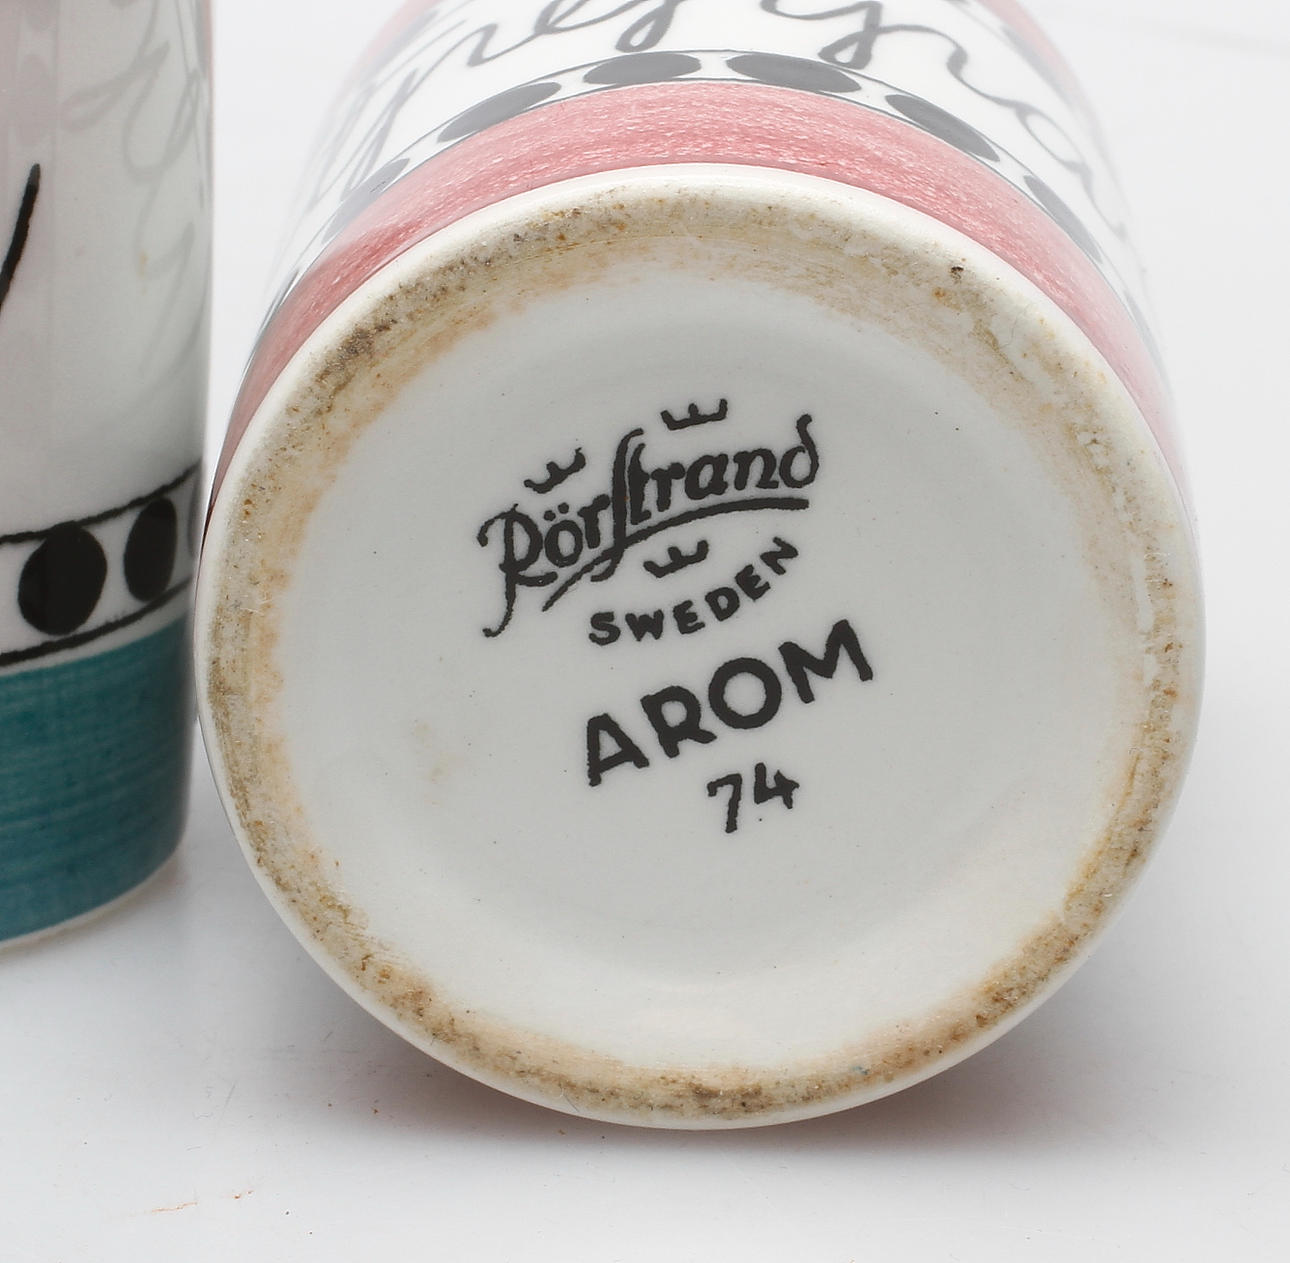 Rörstrand
SWEDEN
AROM
74